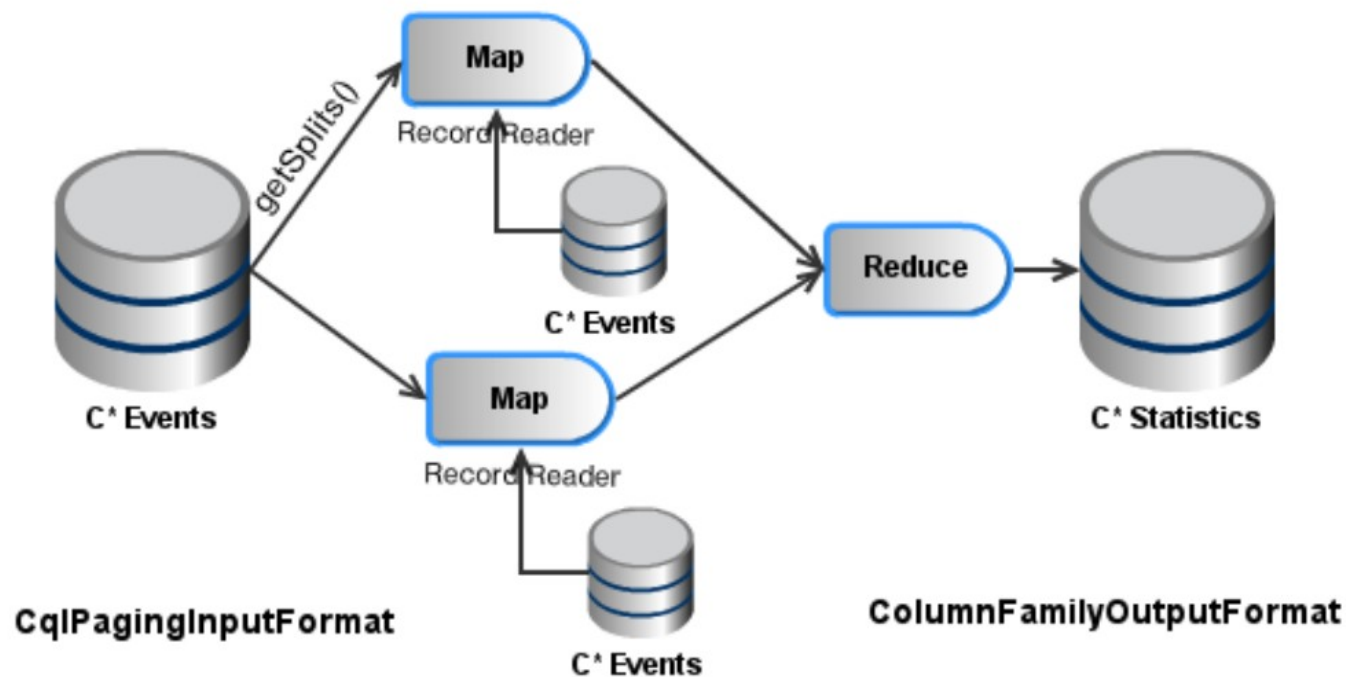 Map
getSplits()
Record Reader
C* Events
Reduce
C* Events
C* Statistics
Map
Record Reader
C* Events
CqlPagingInputFormat
ColumnFamilyOutputFormat